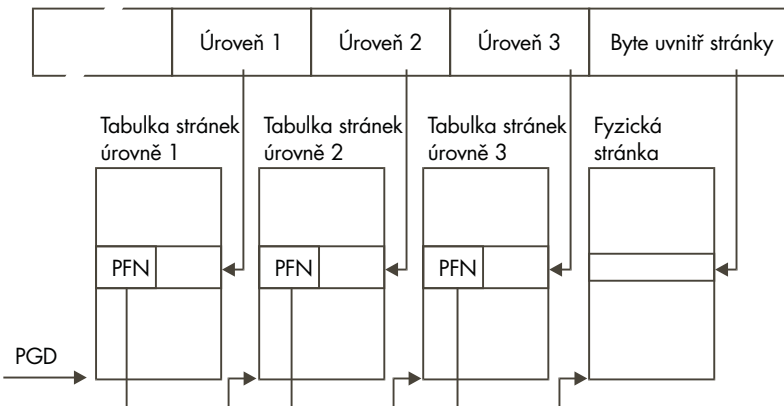 Úroveň 1
Úroveň 2
Úroveň 3
Byte uvnitř stránky
Tabulka stránek
úrovně 1
Tabulka stránek
úrovně 2
Tabulka stránek
úrovně 3
Fyzická
stránka
PFN
PFN
PFN
PGD